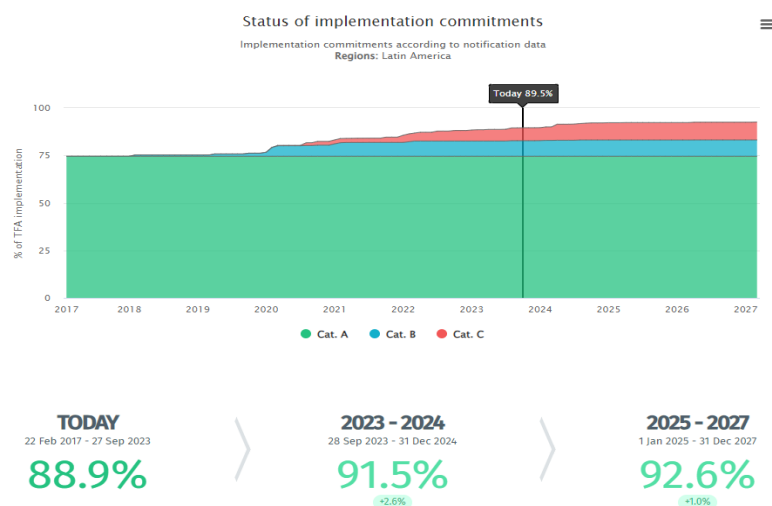 Status of implementation commitments
Implementation commitments according to notification data
Regions: Latin America
Today 89.5%
% of TFA implementation
100
75
50
25
0
2017 2018 2019 2020 2021 2022 2023 2024 2025 2026 2027
Cat. A Cat. B Cat. C
TODAY
22 Feb 2017 - 27 Sep 2023
88.9%
2023 - 2024
28 Sep 2023 - 31 Dec 2024
91.5%
+2.6%
2025 - 2027
1 Jan 2025 - 31 Dec 2027
92.6%
+1.0%